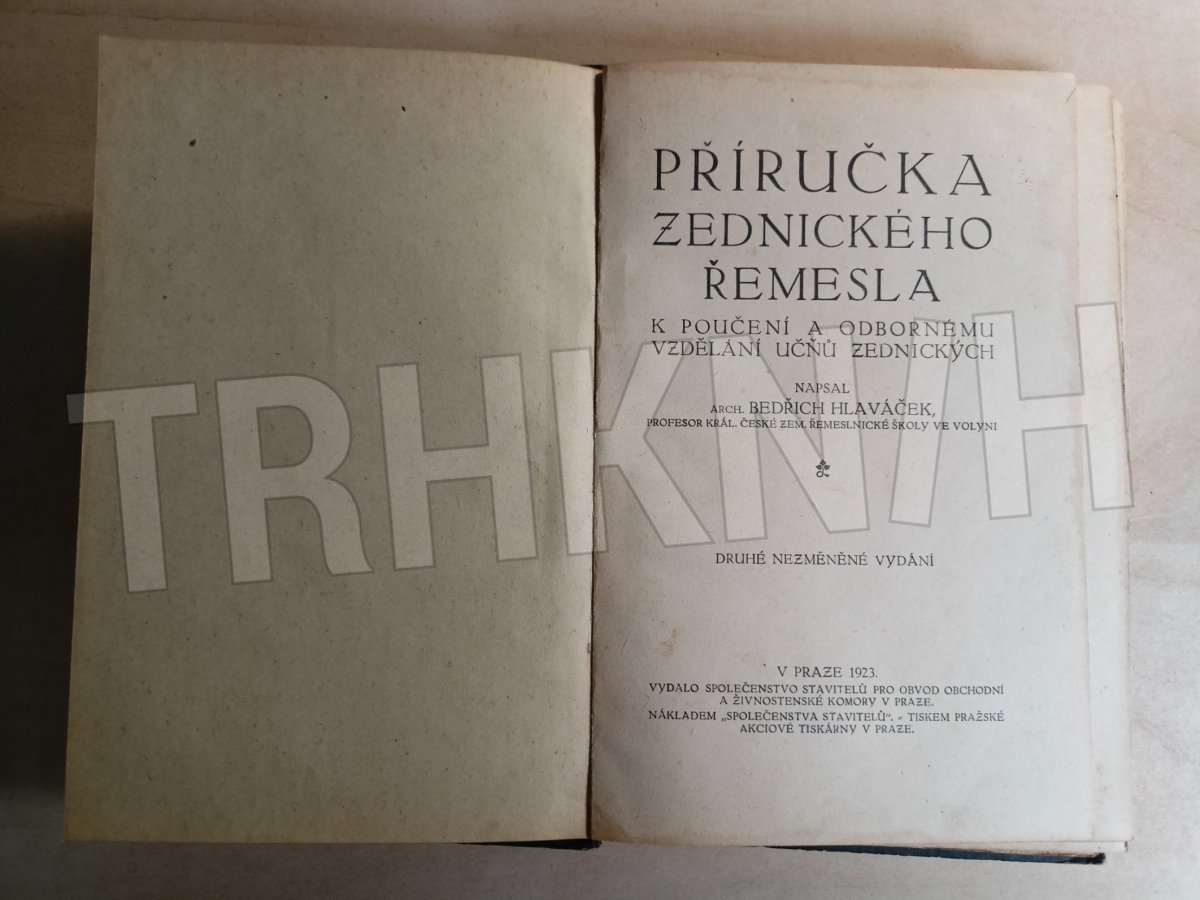 PŘÍRUČKA
ZEDNICKÉHO
ŘEMESLA
K POUČENÍ A ODBORNÉMU
VZDĚLÁNÍ UČŇŮ ZEDNICKÝCH
NAPSAL
ARCH. BEDŘICH HLAVÁČEK,
PROFESOR KRÁL. ČESKÉ ZEM. ŘEMESLNICKÉ ŠKOLY VE VOLYNI
DRUHÉ NEZMĚNĚNÉ VYDÁNÍ
V PRAZE 1923.
VYDALO SPOLEČENSTVO STAVITELŮ PRO OBVOD OBCHODNÍ
A ŽIVNOSTENSKÉ KOMORY V PRAZE.
NÁKLADEM „SPOLEČENSTVA STAVITELŮ“. - TISKEM PRAŽSKÉ
AKCIOVÉ TISKÁRNY V PRAZE.
TRHKNIH